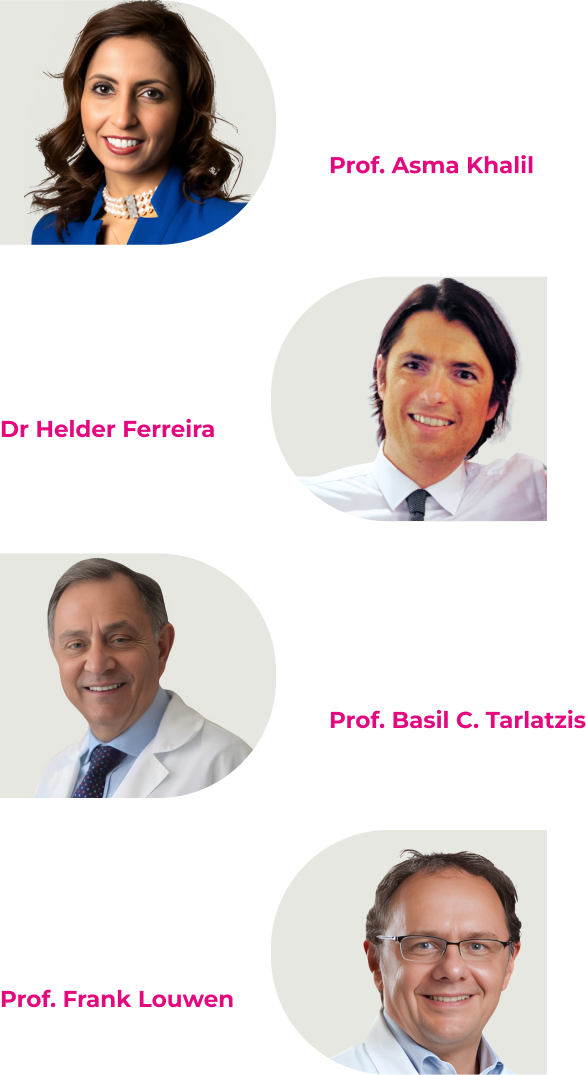 Prof. Asma Khalil
Dr Helder Ferreira
Prof. Basil C. Tarlatzis
Prof. Frank Louwen